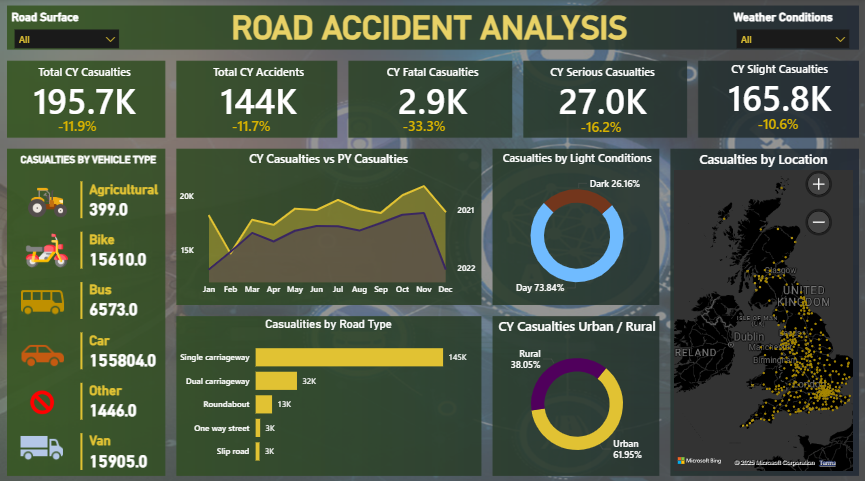 Road Surface
All
ROAD ACCIDENT ANALYSIS
Weather Conditions
All
Total CY Casualties
195.7K
-11.9%
Total CY Accidents
144K
-11.7%
CY Fatal Casualties
2.9K
-33.3%
CY Serious Casualties
27.0K
-16.2%
CY Slight Casualties
165.8K
-10.6%
CASUALTIES BY VEHICLE TYPE
Agricultural
399.0
Bike
15610.0
Bus
6573.0
Car
155804.0
Other
1446.0
Van
15905.0
CY Casualties vs PY Casualties
20K
15K
2021
2022
Jan Feb Mar Apr May Jun Jul Aug Sep Oct Nov Dec
Casualities by Road Type
Single carriageway 145K
Dual carriageway 32K
Roundabout 13K
One way street 3K
Slip road 3K
Casualties by Light Conditions
Dark 26.16%
Day 73.84%
CY Casualties Urban / Rural
Rural
38.05%
Urban
61.95%
Casualties by Location
+
−
Glasgow
UNITED
KINGDOM
ISLE OF MAN
Dublin
Manchester
IRELAND
Birmingham
London
Microsoft Bing
© 2025 Microsoft Corporation Terms